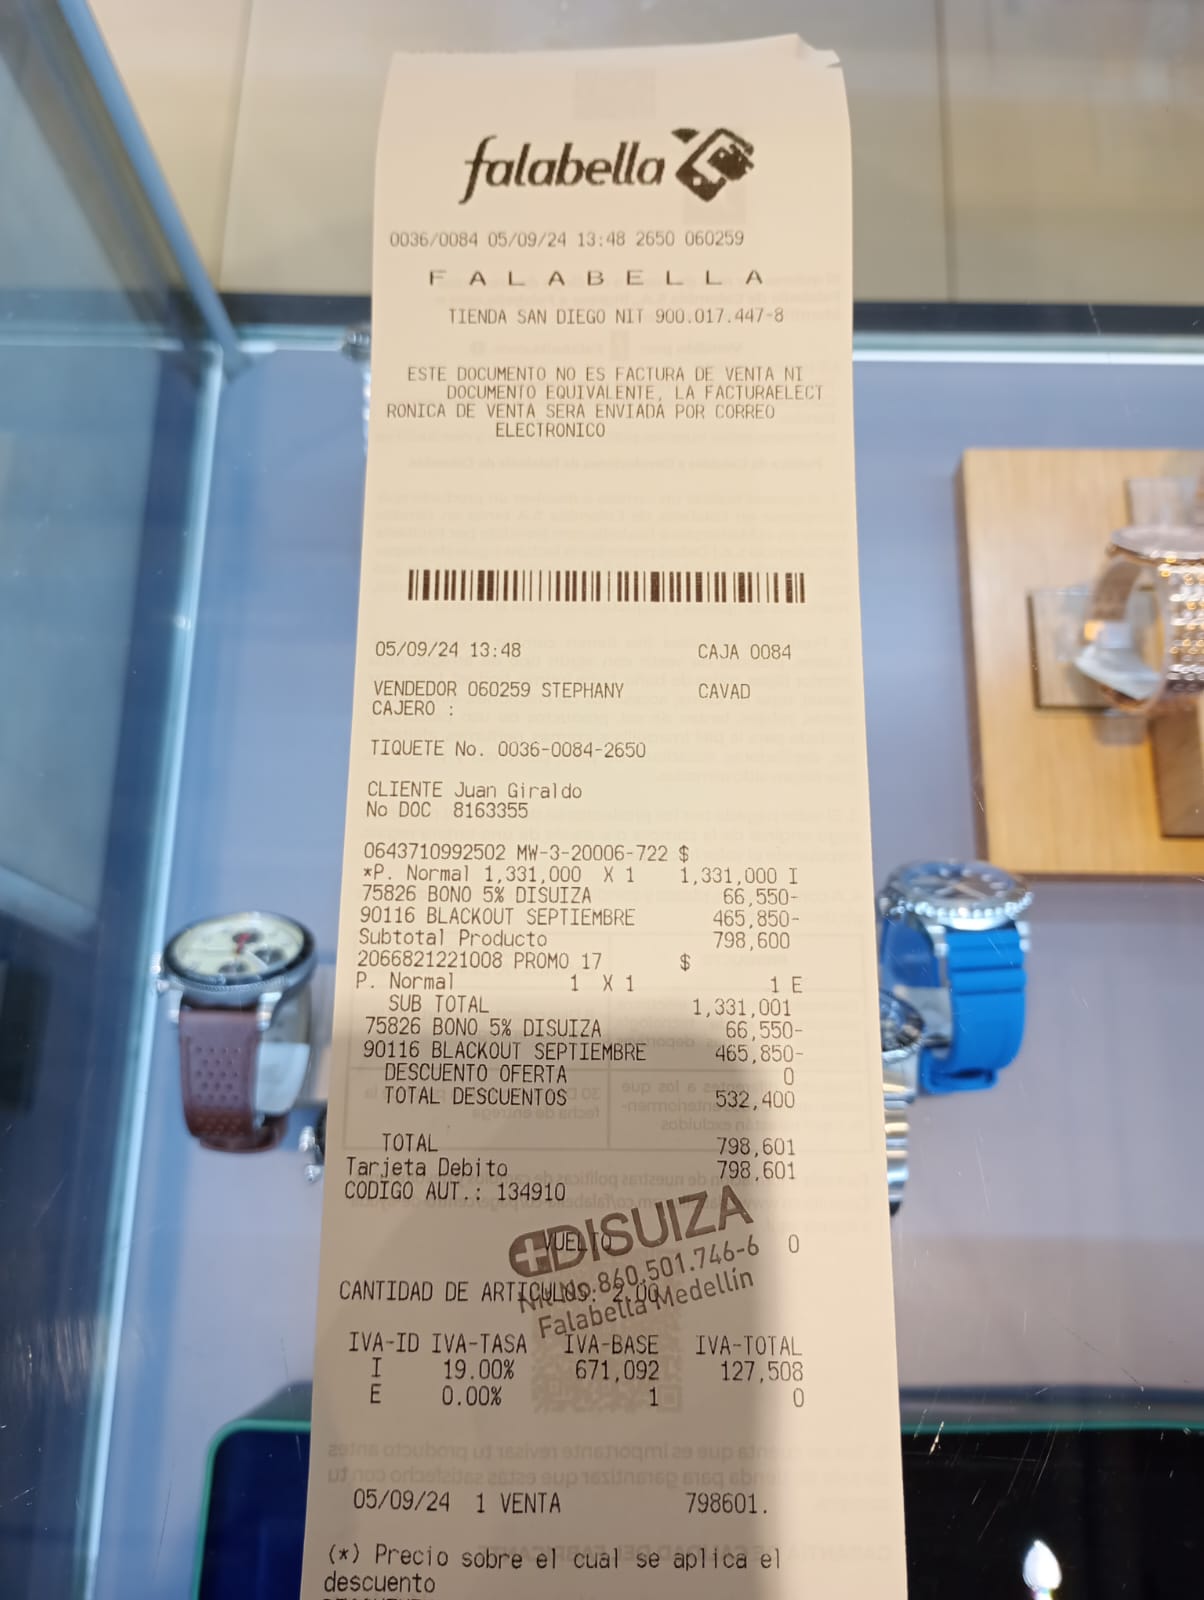 falabella
0036/0084 05/09/24 13:48 2650 060259
F A L A B E L L A
TIENDA SAN DIEGO NIT 900.017.447-8
ESTE DOCUMENTO NO ES FACTURA DE VENTA NI
DOCUMENTO EQUIVALENTE, LA FACTURAELECT
RONICA DE VENTA SERA ENVIADA POR CORREO
ELECTRONICO
05/09/24 13:48 CAJA 0084
VENDEDOR 060259 STEPHANY CAVAD
CAJERO :
TIQUETE No. 0036-0084-2650
CLIENTE Juan Giraldo
No DOC 8163355
0643710992502 MW-3-20006-722 $
*P. Normal 1,331,000 X 1 1,331,000 I
75826 BONO 5% DISUIZA 66,550-
90116 BLACKOUT SEPTIEMBRE 465,850-
Subtotal Producto 798,600
2066821221008 PROMO 17 $
P. Normal 1 X 1 1 E
SUB TOTAL 1,331,001
75826 BONO 5% DISUIZA 66,550-
90116 BLACKOUT SEPTIEMBRE 465,850-
DESCUENTO OFERTA 0
TOTAL DESCUENTOS 532,400
TOTAL 798,601
Tarjeta Debito 798,601
CODIGO AUT.: 134910
DISUIZA
VUELTO 0
Nit No.860.501.746-6
CANTIDAD DE ARTICULOS: 2.00
Falabella Medellín
IVA-ID IVA-TASA IVA-BASE IVA-TOTAL
I 19.00% 671,092 127,508
E 0.00% 1 0
05/09/24 1 VENTA 798601.
(*) Precio sobre el cual se aplica el
descuento